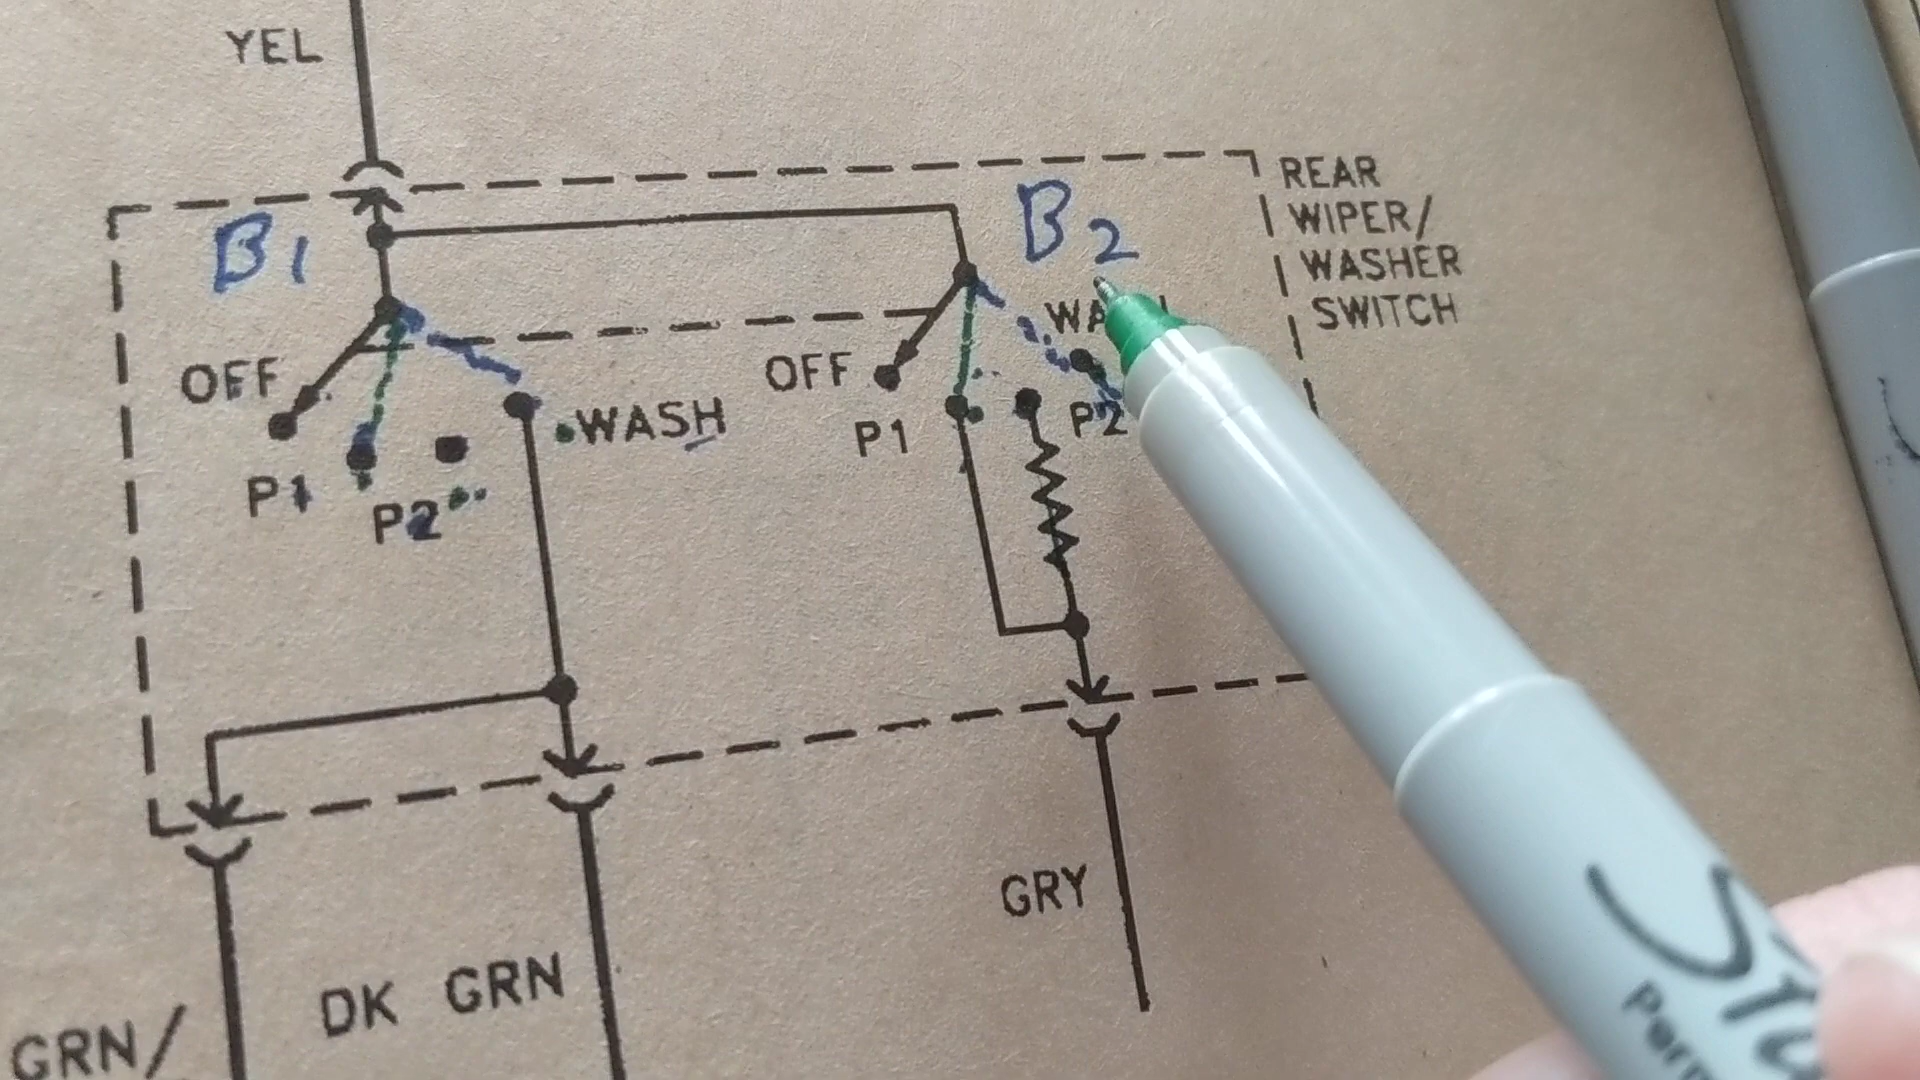 YEL
REAR
WIPER/
WASHER
SWITCH
B1
B2
OFF
WASH
OFF
P1
P2
P1
P2
GRY
DK GRN
GRN/